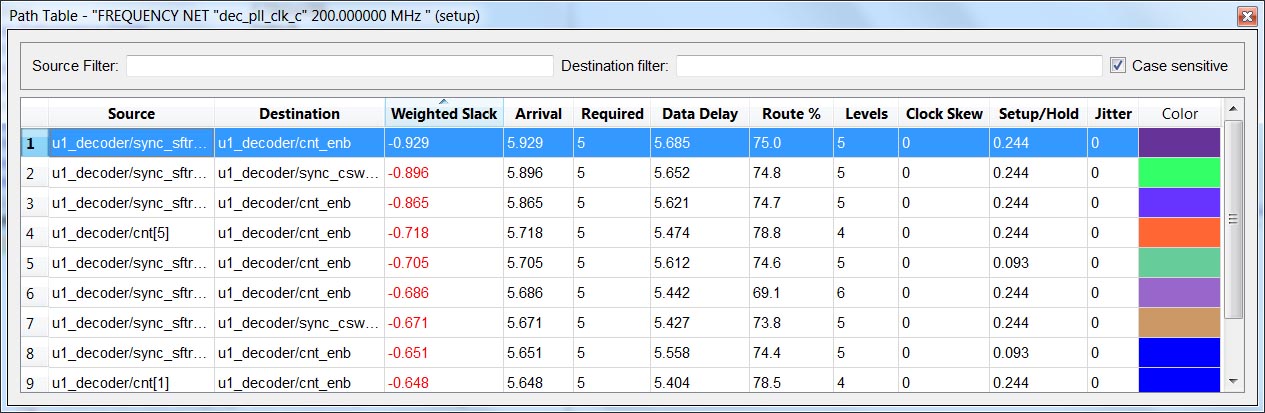 Path Table - "FREQUENCY NET "dec_pll_clk_c" 200.000000 MHz " (setup)
Source Filter: Destination filter: Case sensitive
Source Destination Weighted Slack Arrival Required Data Delay Route % Levels Clock Skew Setup/Hold Jitter Color
1 u1_decoder/sync_sftr... u1_decoder/cnt_enb -0.929 5.929 5 5.685 75.0 5 0 0.244 0
2 u1_decoder/sync_sftr... u1_decoder/sync_csw... -0.896 5.896 5 5.652 74.8 5 0 0.244 0
3 u1_decoder/sync_sftr... u1_decoder/cnt_enb -0.865 5.865 5 5.621 74.7 5 0 0.244 0
4 u1_decoder/cnt[5] u1_decoder/cnt_enb -0.718 5.718 5 5.474 78.8 4 0 0.244 0
5 u1_decoder/sync_sftr... u1_decoder/cnt_enb -0.705 5.705 5 5.612 74.6 5 0 0.093 0
6 u1_decoder/sync_sftr... u1_decoder/cnt_enb -0.686 5.686 5 5.442 69.1 6 0 0.244 0
7 u1_decoder/sync_sftr... u1_decoder/sync_csw... -0.671 5.671 5 5.427 73.8 5 0 0.244 0
8 u1_decoder/sync_sftr... u1_decoder/cnt_enb -0.651 5.651 5 5.558 74.4 5 0 0.093 0
9 u1_decoder/cnt[1] u1_decoder/cnt_enb -0.648 5.648 5 5.404 78.5 4 0 0.244 0